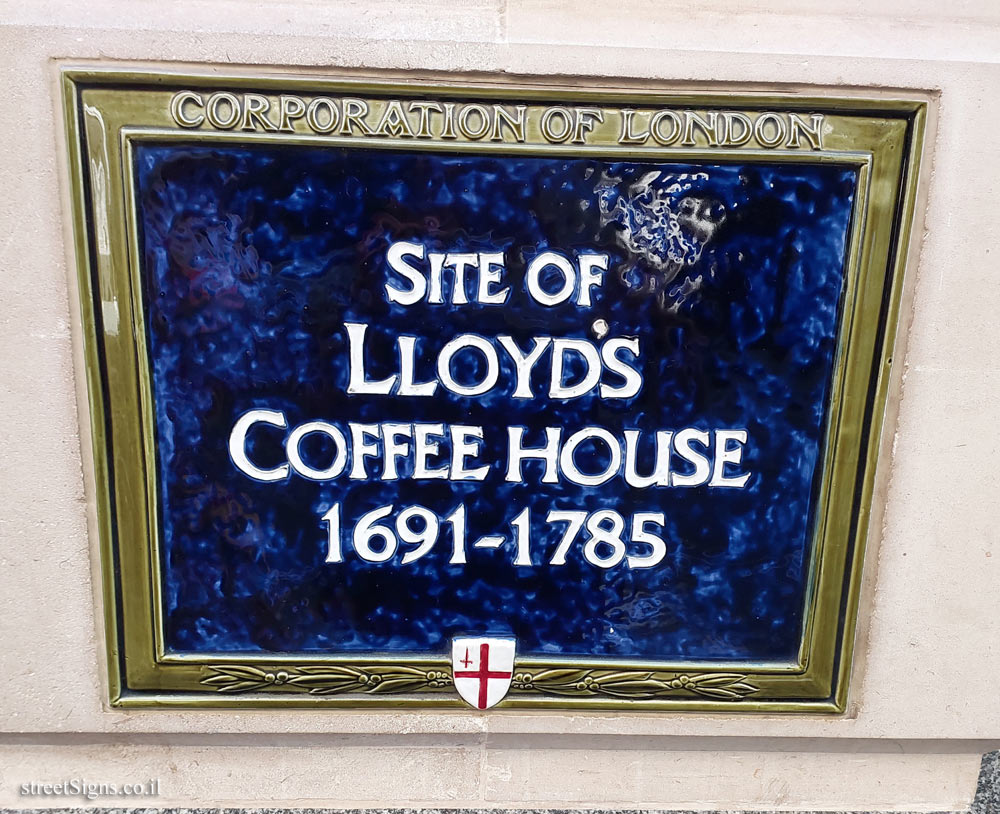 CORPORATION OF LONDON
SITE OF
LLOYD'S
COFFEE HOUSE
1691-1785
streetSigns.co.il